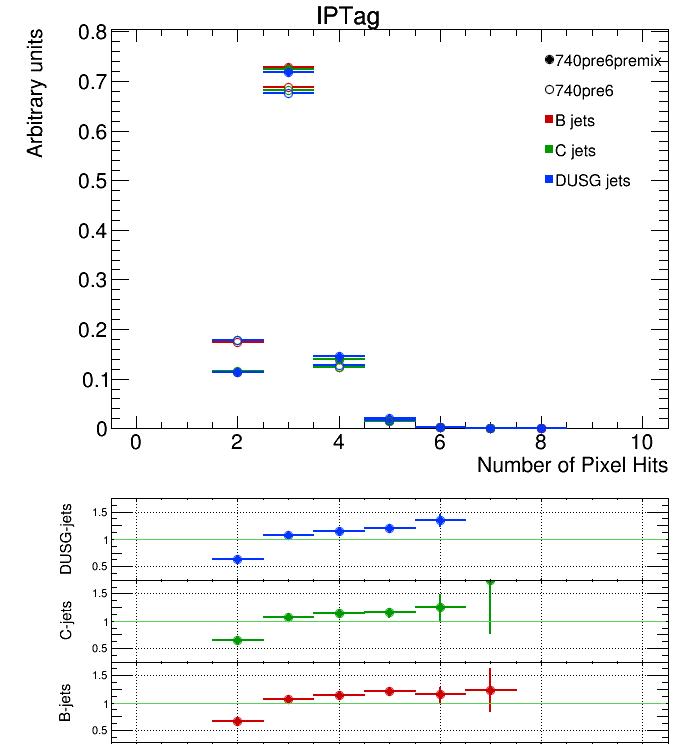 IPTag
Arbitrary units
0.8
0.7
0.6
0.5
0.4
0.3
0.2
0.1
0
740pre6premix
740pre6
B jets
C jets
DUSG jets
0 2 4 6 8 10
Number of Pixel Hits
DUSG-jets
1.5
1
0.5
C-jets
1.5
1
0.5
B-jets
1.5
1
0.5